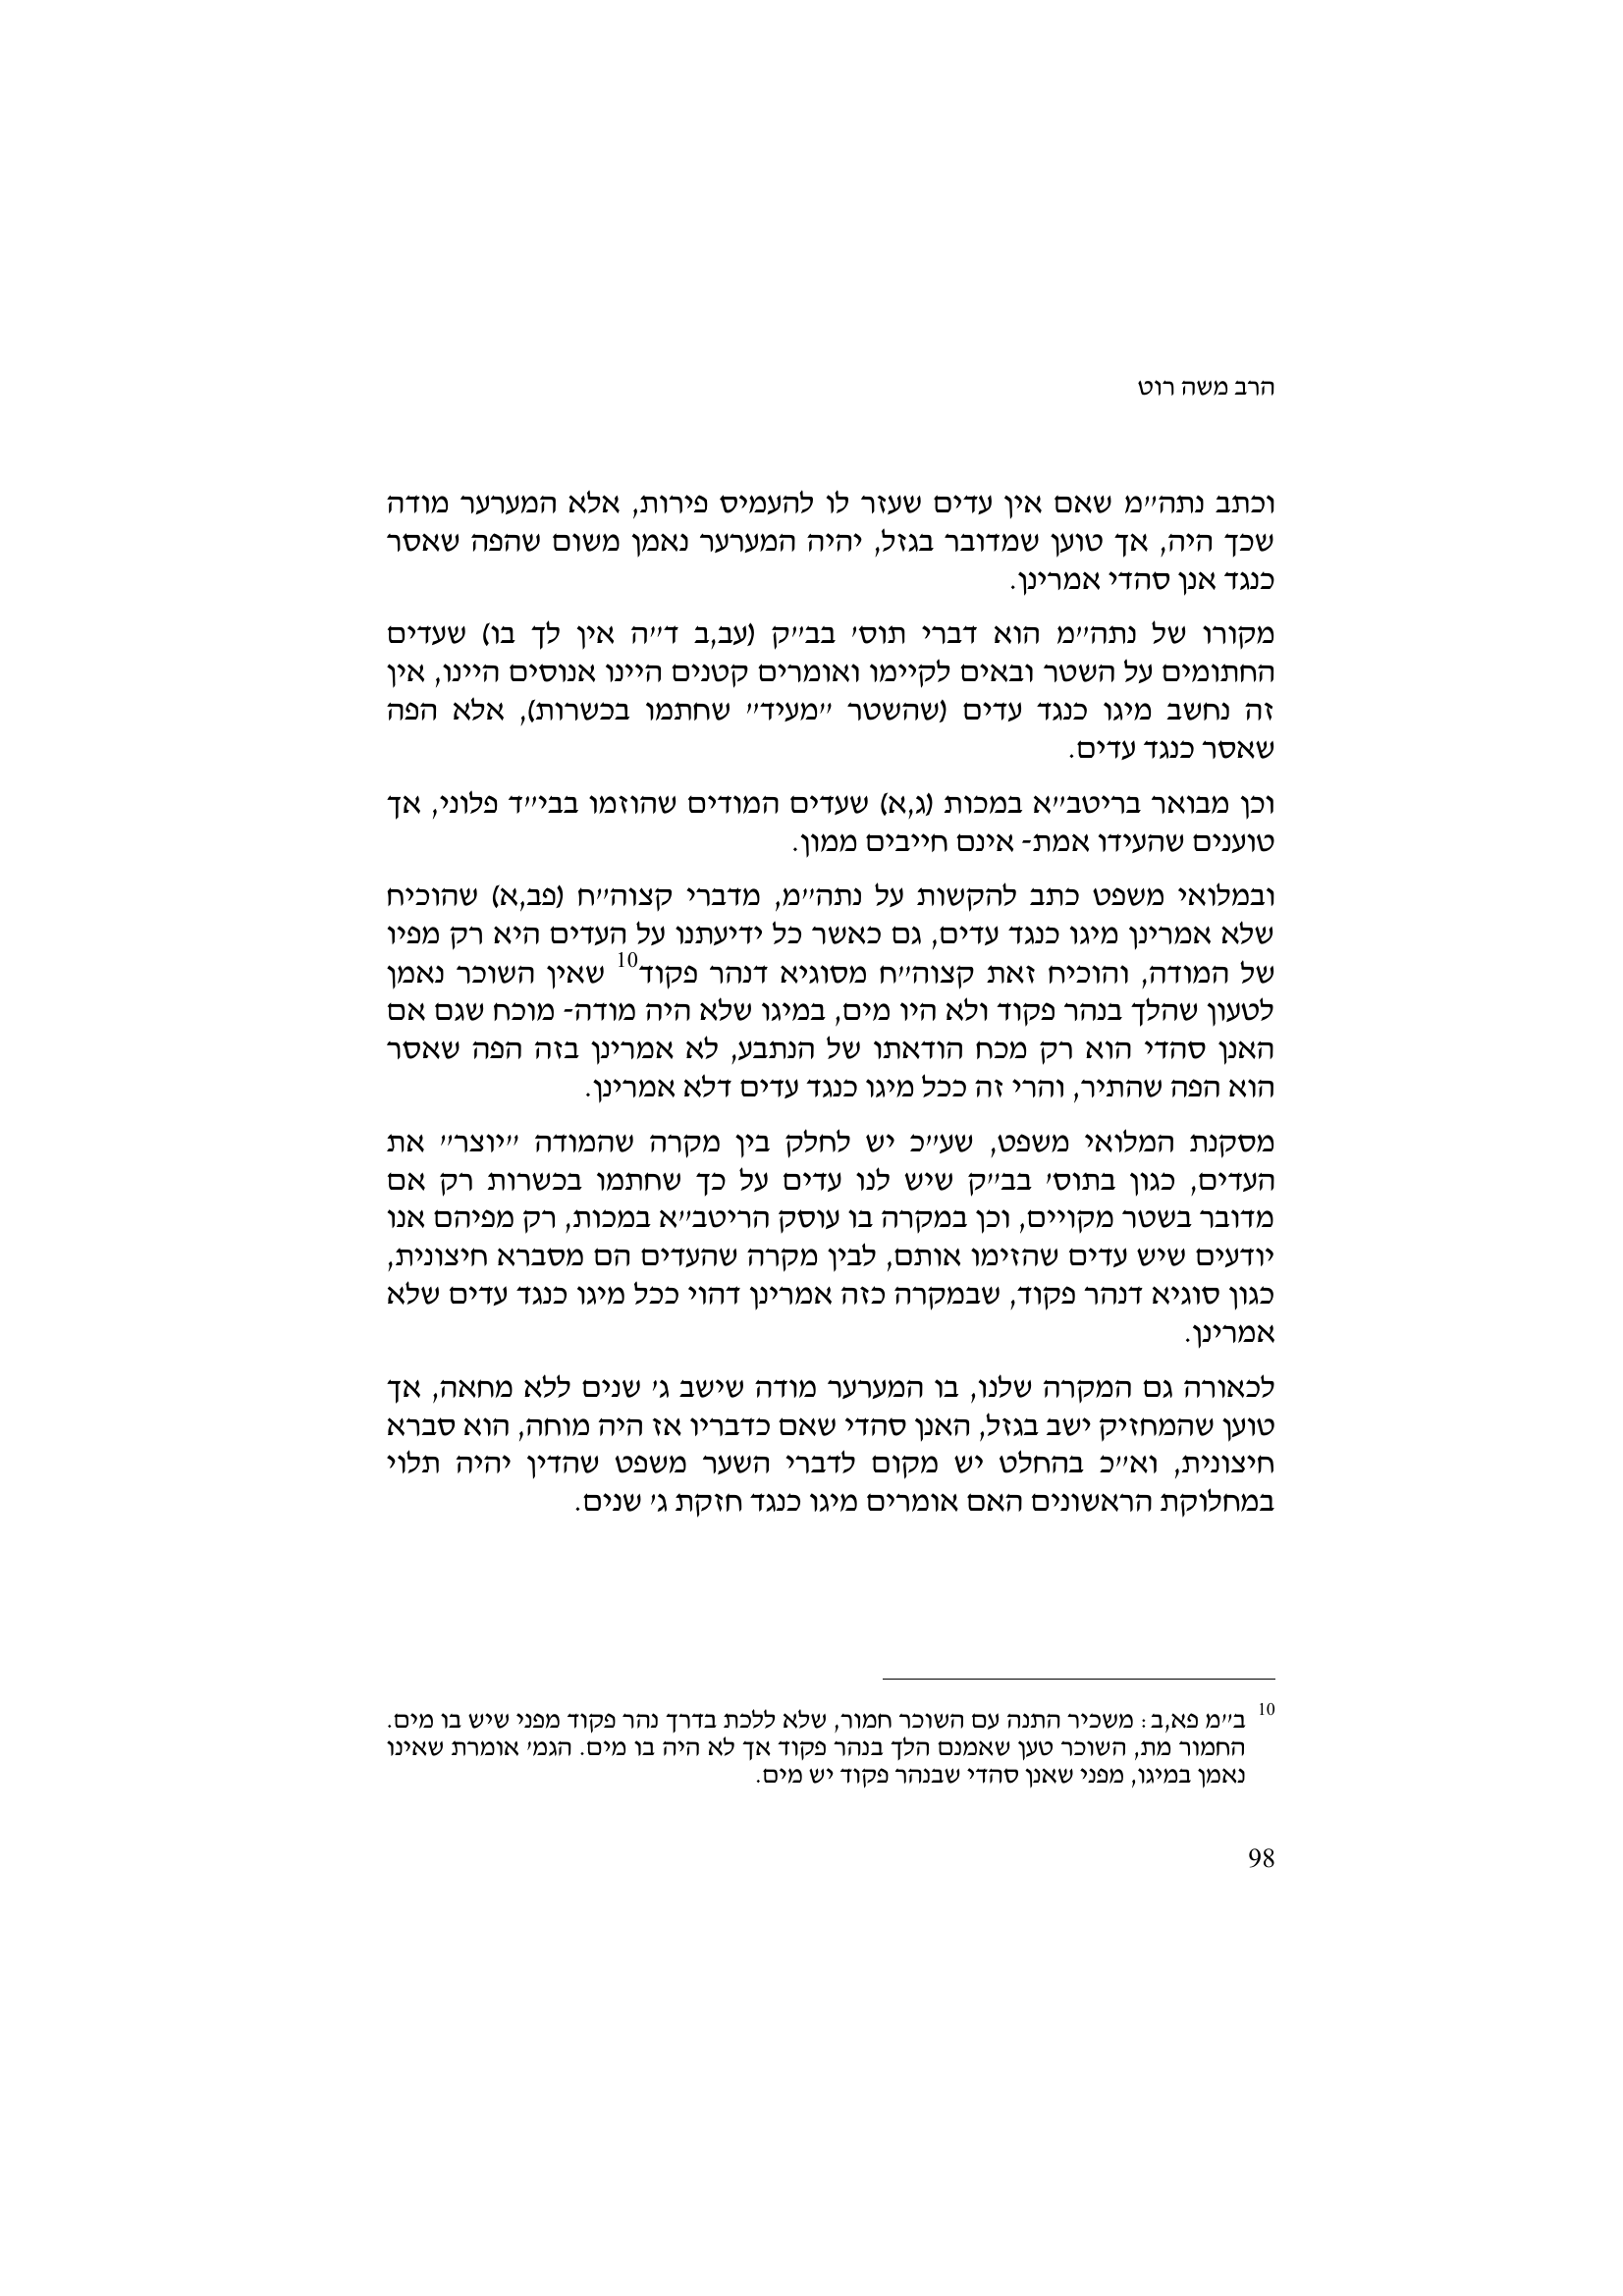 הרב משה רוט
וכתב נתה״מ שאם אין עדים שעזר לו להעמיס פירות, אלא המערער מודה
שכך היה, אך טוען שמדובר בגזל, יהיה המערער נאמן משום שהפה שאסר
כנגד אנן סהדי אמרינן.
מקורו של נתה״מ הוא דברי תוס׳ בב״ק (עב,ב ד״ה אין לך בו) שעדים
החתומים על השטר ובאים לקיימו ואומרים קטנים היינו אנוסים היינו, אין
זה נחשב מיגו כנגד עדים (שהשטר ״מעיד״ שחתמו בכשרות), אלא הפה
שאסר כנגד עדים.
וכן מבואר בריטב״א במכות (ג,א) שעדים המודים שהוזמו בבי״ד פלוני, אך
טוענים שהעידו אמת- אינם חייבים ממון.
ובמלואי משפט כתב להקשות על נתה״מ, מדברי קצוה״ח (פב,א) שהוכיח
שלא אמרינן מיגו כנגד עדים, גם כאשר כל ידיעתנו על העדים היא רק מפיו
של המודה, והוכיח זאת קצוה״ח מסוגיא דנהר פקוד10 שאין השוכר נאמן
לטעון שהלך בנהר פקוד ולא היו מים, במיגו שלא היה מודה- מוכח שגם אם
האנן סהדי הוא רק מכח הודאתו של הנתבע, לא אמרינן בזה הפה שאסר
הוא הפה שהתיר, והרי זה ככל מיגו כנגד עדים דלא אמרינן.
מסקנת המלואי משפט, שע״כ יש לחלק בין מקרה שהמודה ״יוצר״ את
העדים, כגון בתוס׳ בב״ק שיש לנו עדים על כך שחתמו בכשרות רק אם
מדובר בשטר מקויים, וכן במקרה בו עוסק הריטב״א במכות, רק מפיהם אנו
יודעים שיש עדים שהזימו אותם, לבין מקרה שהעדים הם מסברא חיצונית,
כגון סוגיא דנהר פקוד, שבמקרה כזה אמרינן דהוי ככל מיגו כנגד עדים שלא
אמרינן.
לכאורה גם המקרה שלנו, בו המערער מודה שישב ג׳ שנים ללא מחאה, אך
טוען שהמחזיק ישב בגזל, האנן סהדי שאם כדבריו אז היה מוחה, הוא סברא
חיצונית, וא״כ בהחלט יש מקום לדברי השער משפט שהדין יהיה תלוי
במחלוקת הראשונים האם אומרים מיגו כנגד חזקת ג׳ שנים.
10 ב״מ פא,ב: משכיר התנה עם השוכר חמור, שלא ללכת בדרך נהר פקוד מפני שיש בו מים.
החמור מת, השוכר טען שאמנם הלך בנהר פקוד אך לא היה בו מים. הגמ׳ אומרת שאינו
נאמן במיגו, מפני שאנן סהדי שבנהר פקוד יש מים.
98